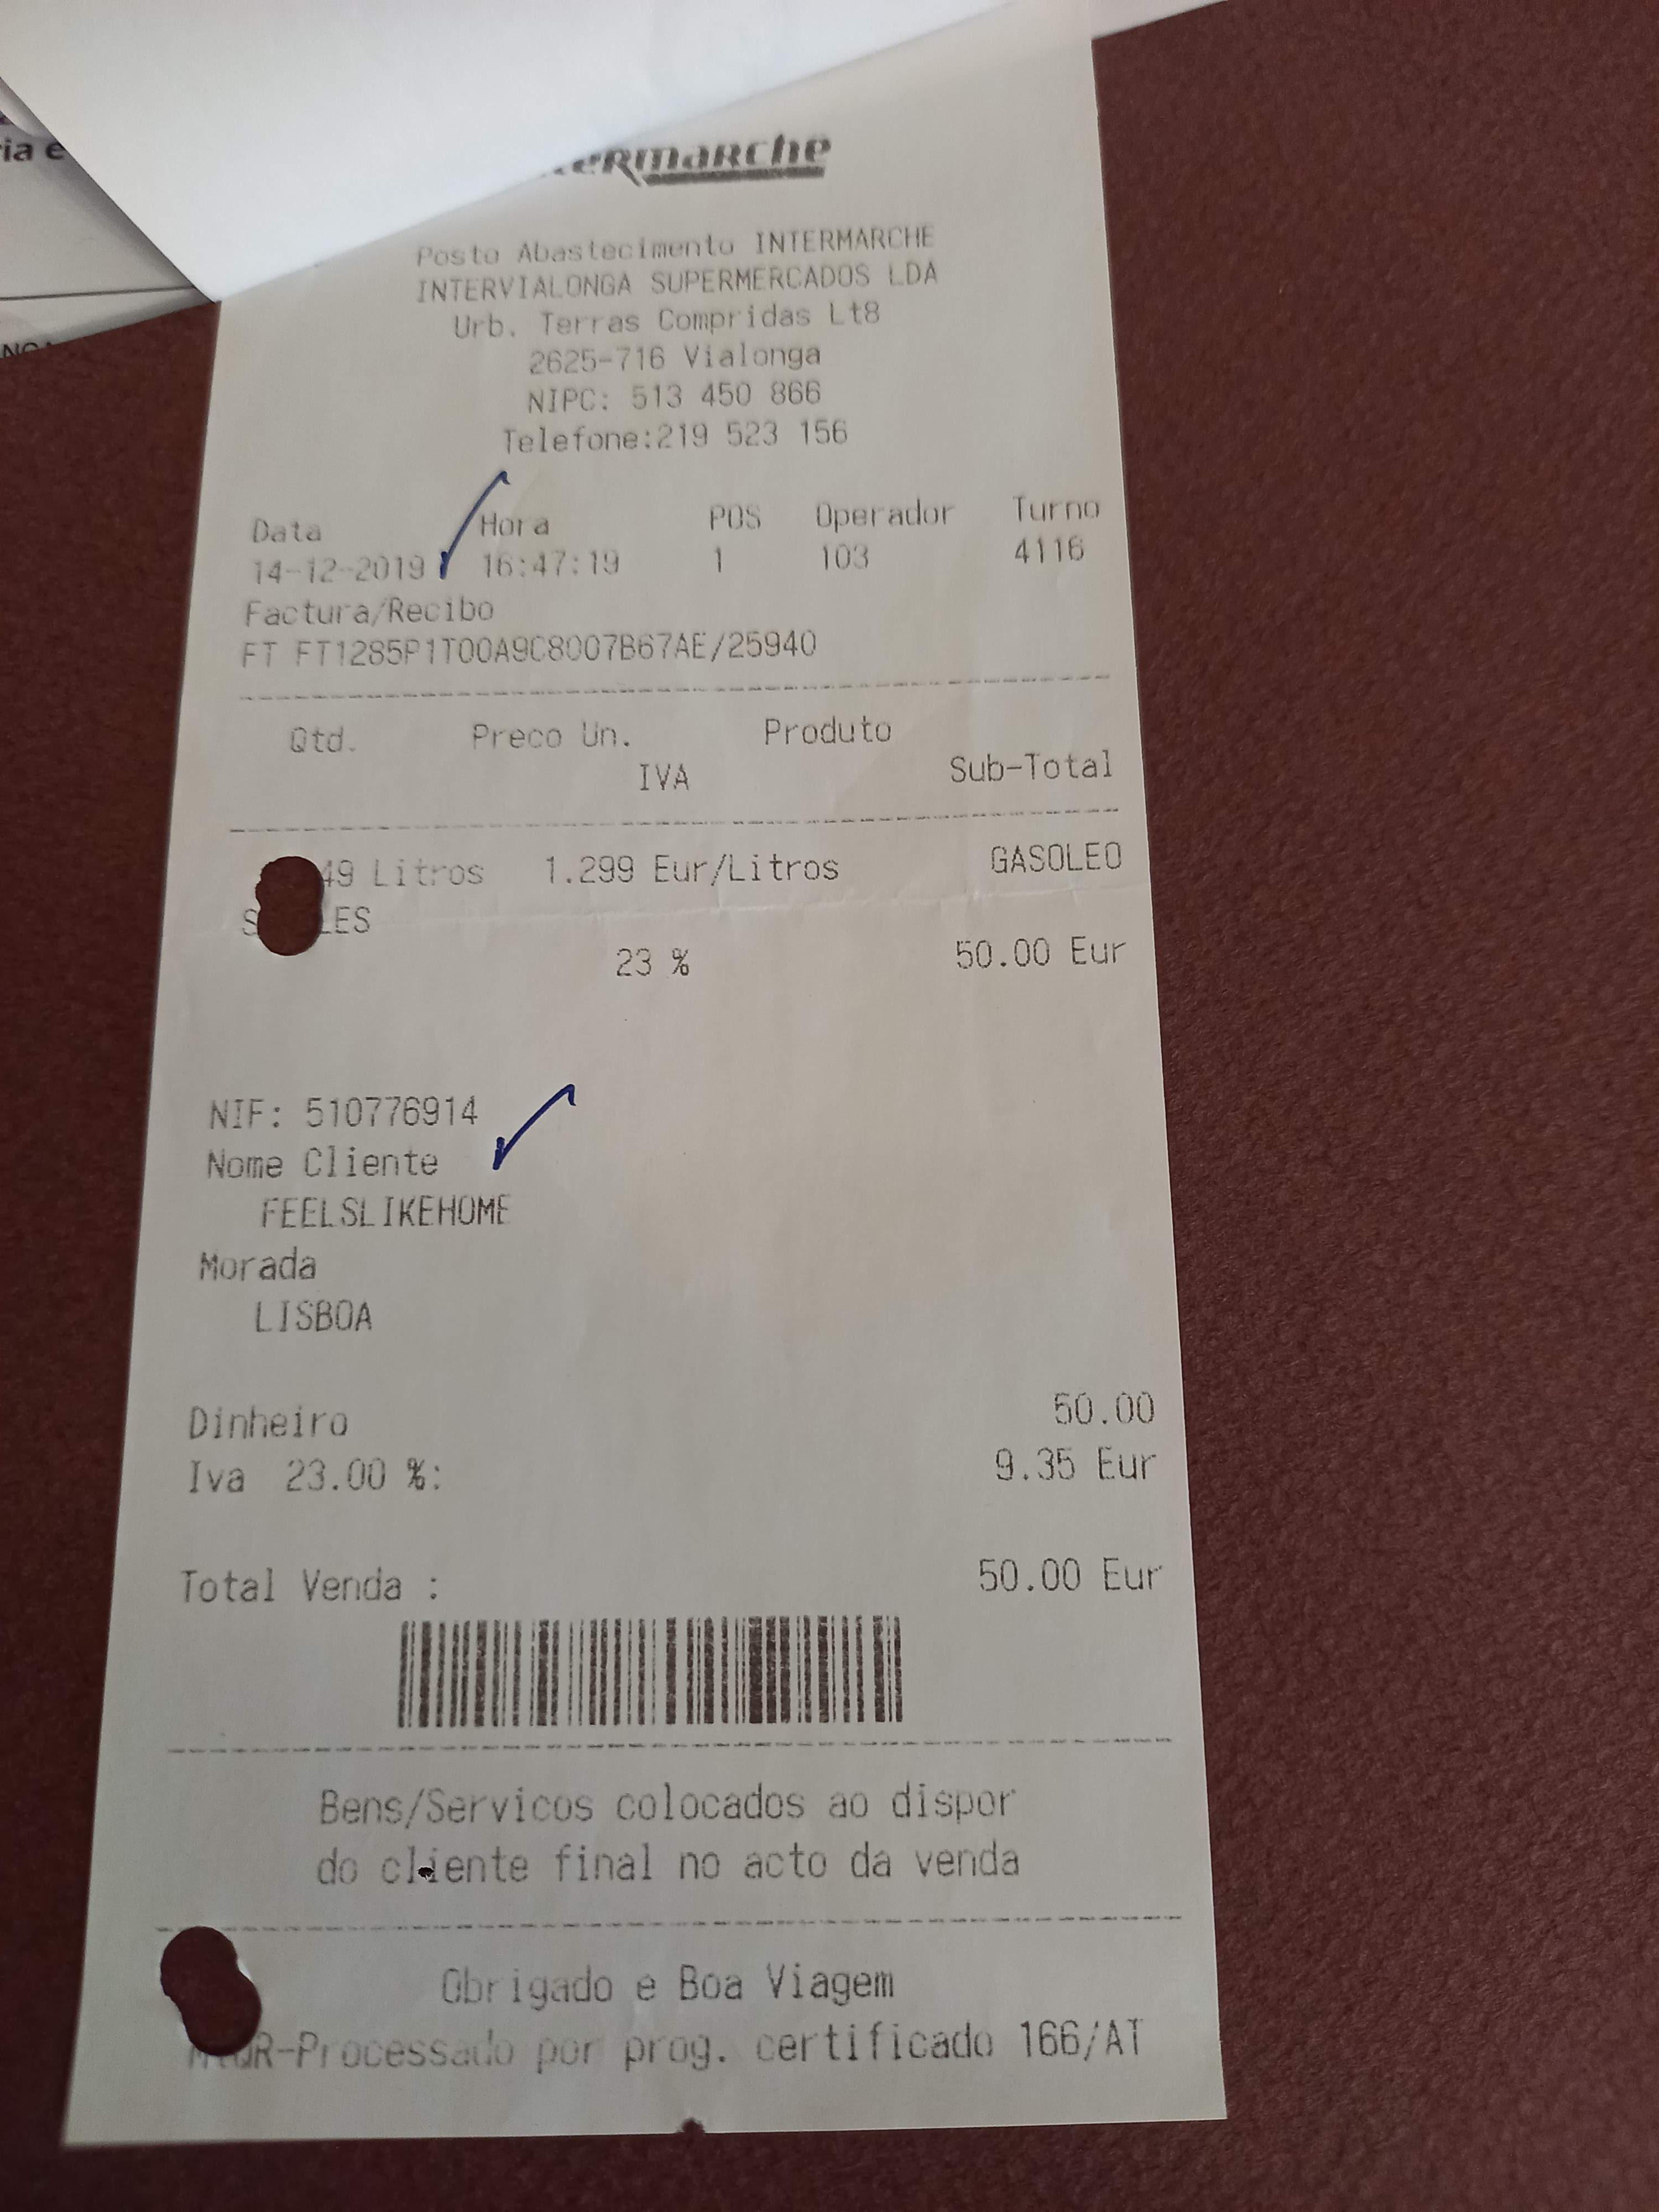 ermarche
Posto Abastecimento INTERMARCHE
INTERVIALONGA SUPERMERCADOS LDA
Urb. Terras Compridas Lt8
2625-716 Vialonga
NIPC: 513 450 866
Telefone:219 523 156
Data Hora POS Operador Turno
14-12-2019 16:47:19 1 103 4116
Factura/Recibo
FT FT1285P1T00A9C8007B67AE/25940
Qtd. Preco Un. Produto
IVA Sub-Total
49 Litros 1.299 Eur/Litros GASOLEO
S LES
23 % 50.00 Eur
NIF: 510776914
Nome Cliente
FEELSLIKEHOME
Morada
LISBOA
Dinheiro 50.00
Iva 23.00 %: 9.35 Eur
Total Venda : 50.00 Eur
Bens/Servicos colocados ao dispor
do cliente final no acto da venda
Obrigado e Boa Viagem
-Processado por prog. certificado 166/AT
ia e